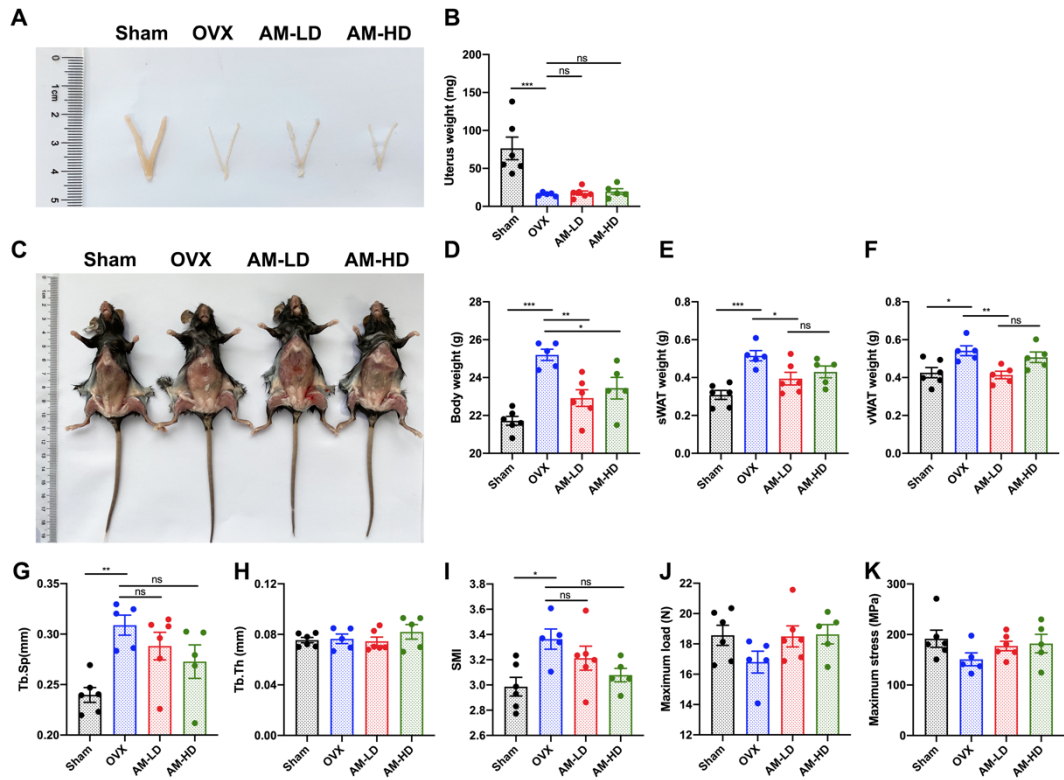 A
Sham OVX AM-LD AM-HD
0
1cm
2
3
4
5
B
Uterus weight (mg)
200
150
100
50
0
***
ns
ns
Sham
OVX
AM-LD
AM-HD
C
Sham OVX AM-LD AM-HD
D
Body weight (g)
28
26
24
22
20
***
**
*
Sham
OVX
AM-LD
AM-HD
E
sWAT weight (g)
0.8
0.6
0.4
0.2
0.0
***
*
ns
Sham
OVX
AM-LD
AM-HD
F
vWAT weight (g)
0.8
0.6
0.4
0.2
0.0
*
**
ns
Sham
OVX
AM-LD
AM-HD
G
Tb.Sp(mm)
0.35
0.30
0.25
0.20
**
ns
ns
Sham
OVX
AM-LD
AM-HD
H
Tb.Th (mm)
0.12
0.08
0.04
0.00
Sham
OVX
AM-LD
AM-HD
I
SMI
3.8
3.6
3.4
3.2
3.0
2.8
2.6
*
ns
ns
Sham
OVX
AM-LD
AM-HD
J
Maximum load (N)
22
20
18
16
14
12
Sham
OVX
AM-LD
AM-HD
K
Maximum stress (MPa)
300
200
100
0
Sham
OVX
AM-LD
AM-HD